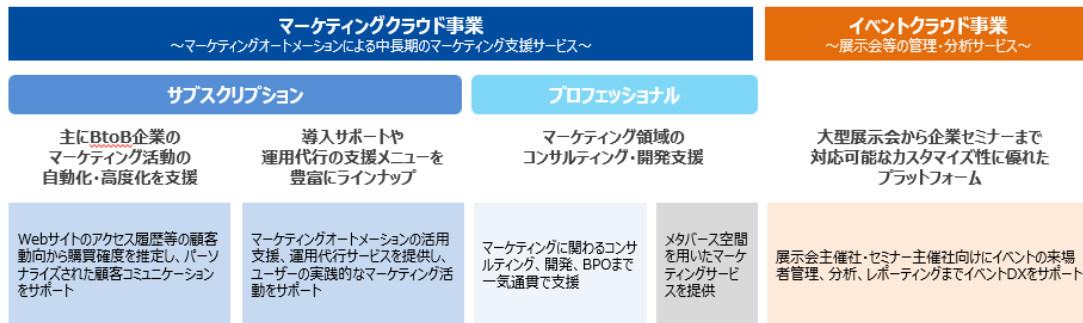 マーケティングクラウド事業
～マーケティングオートメーションによる中長期のマーケティング支援サービス～
イベントクラウド事業
～展示会等の管理・分析サービス～
サブスクリプション
プロフェッショナル
主にBtoB企業の
マーケティング活動の
自動化・高度化を支援
導入サポートや
運用代行の支援メニューを
豊富にラインナップ
マーケティング領域の
コンサルティング・開発支援
大型展示会から企業セミナーまで
対応可能なカスタマイズ性に優れた
プラットフォーム
Webサイトのアクセス履歴等の顧客
動向から購買確度を推定し、パーソ
ナライズされた顧客コミュニケーション
をサポート
マーケティングオートメーションの活用
支援、運用代行サービスを提供し、
ユーザーの実践的なマーケティング活
動をサポート
マーケティングに関わるコンサ
ルティング、開発、BPOまで
一気通貫で支援
メタバース空間
を用いたマーケ
ティングサービ
スを提供
展示会主催社・セミナー主催社向けにイベントの来場
者管理、分析、レポーティングまでイベントDXをサポート